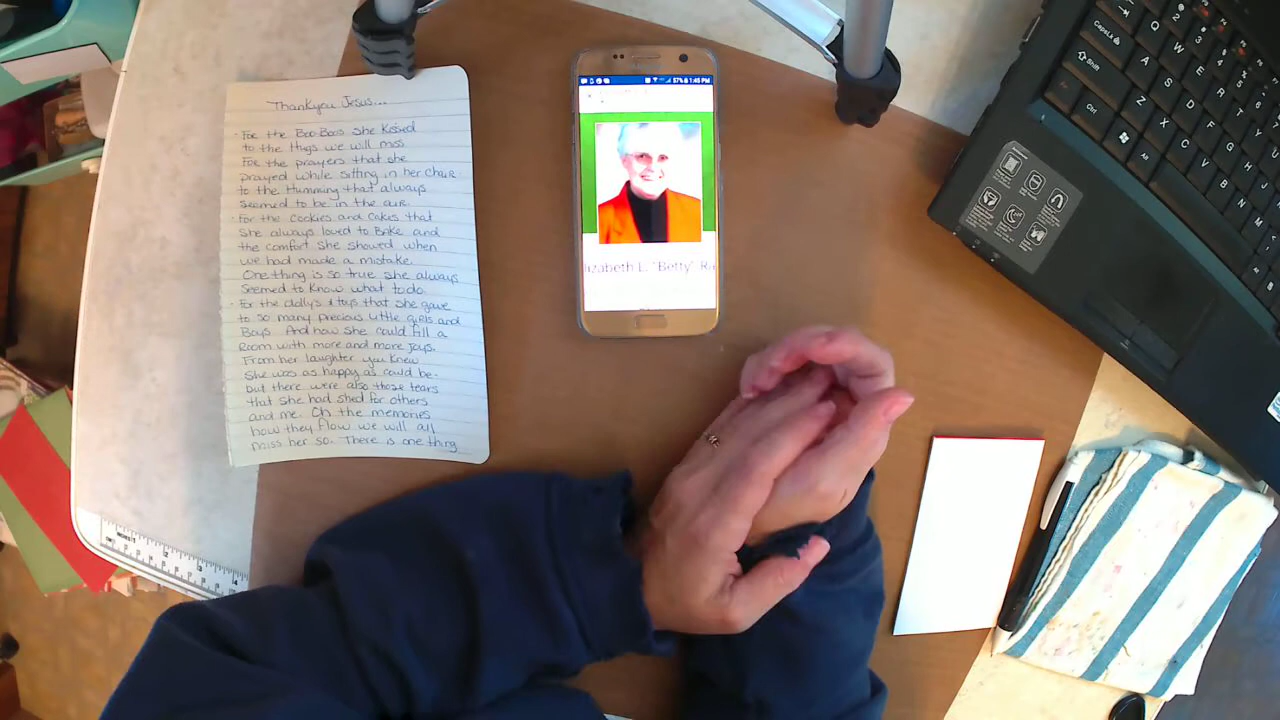 Thankyou Jesus...
For the Boo-Boos she Kissed
to the Hugs we will miss
For the prayers that she
prayed while sitting in her Chair
to the Humming that always
seemed to be in the air.
For the Cookies and Cakes that
She always loved to Bake and
the comfort she showed when
we had made a mistake.
One thing is so true she always
Seemed to Know what to do.
For the dolly's & toys that she gave
to so many precious little girls and
Boys And how she could fill a
Room with more and more joys.
From her laughter you knew
She was as happy as could be-
but there were also those tears
that she had shed for others
and me. Oh the memories
how they flow we will all
miss her so. There is one thing
57% 1:45 PM
lizabeth L. "Betty"